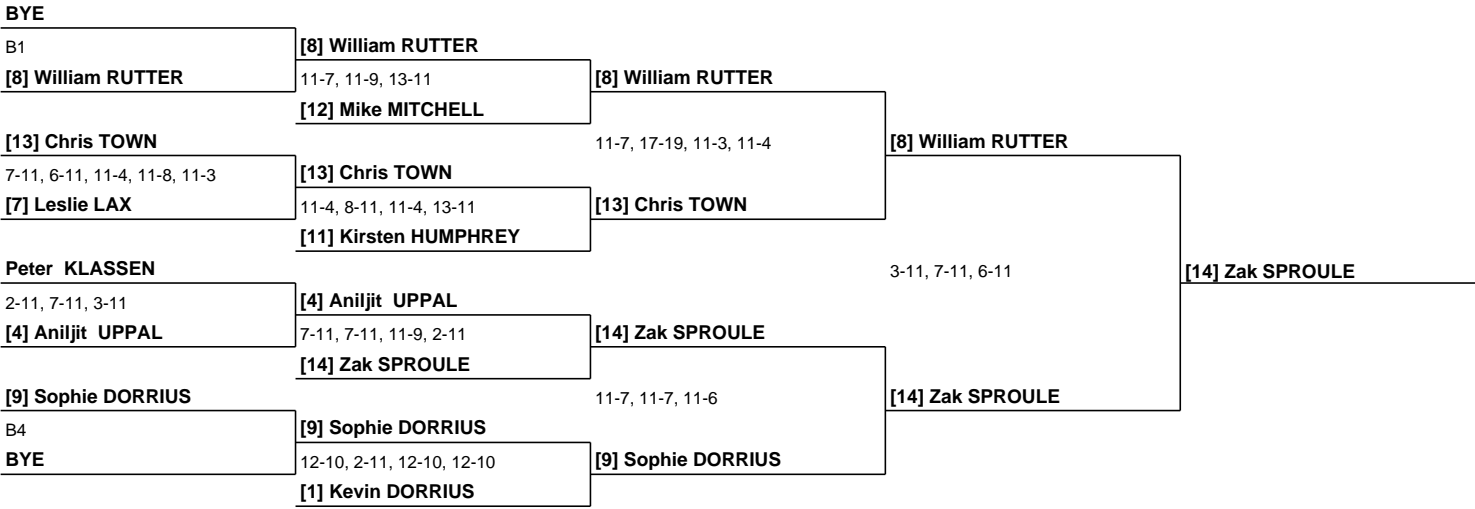 BYE
B1
[8] William RUTTER
[8] William RUTTER
11-7, 11-9, 13-11
[12] Mike MITCHELL
[8] William RUTTER
[13] Chris TOWN
7-11, 6-11, 11-4, 11-8, 11-3
[7] Leslie LAX
[13] Chris TOWN
11-4, 8-11, 11-4, 13-11
[11] Kirsten HUMPHREY
11-7, 17-19, 11-3, 11-4
[13] Chris TOWN
[8] William RUTTER
Peter KLASSEN
2-11, 7-11, 3-11
[4] Aniljit UPPAL
[4] Aniljit UPPAL
7-11, 7-11, 11-9, 2-11
[14] Zak SPROULE
[14] Zak SPROULE
[9] Sophie DORRIUS
B4
BYE
[9] Sophie DORRIUS
12-10, 2-11, 12-10, 12-10
[1] Kevin DORRIUS
11-7, 11-7, 11-6
[9] Sophie DORRIUS
[14] Zak SPROULE
3-11, 7-11, 6-11
[14] Zak SPROULE